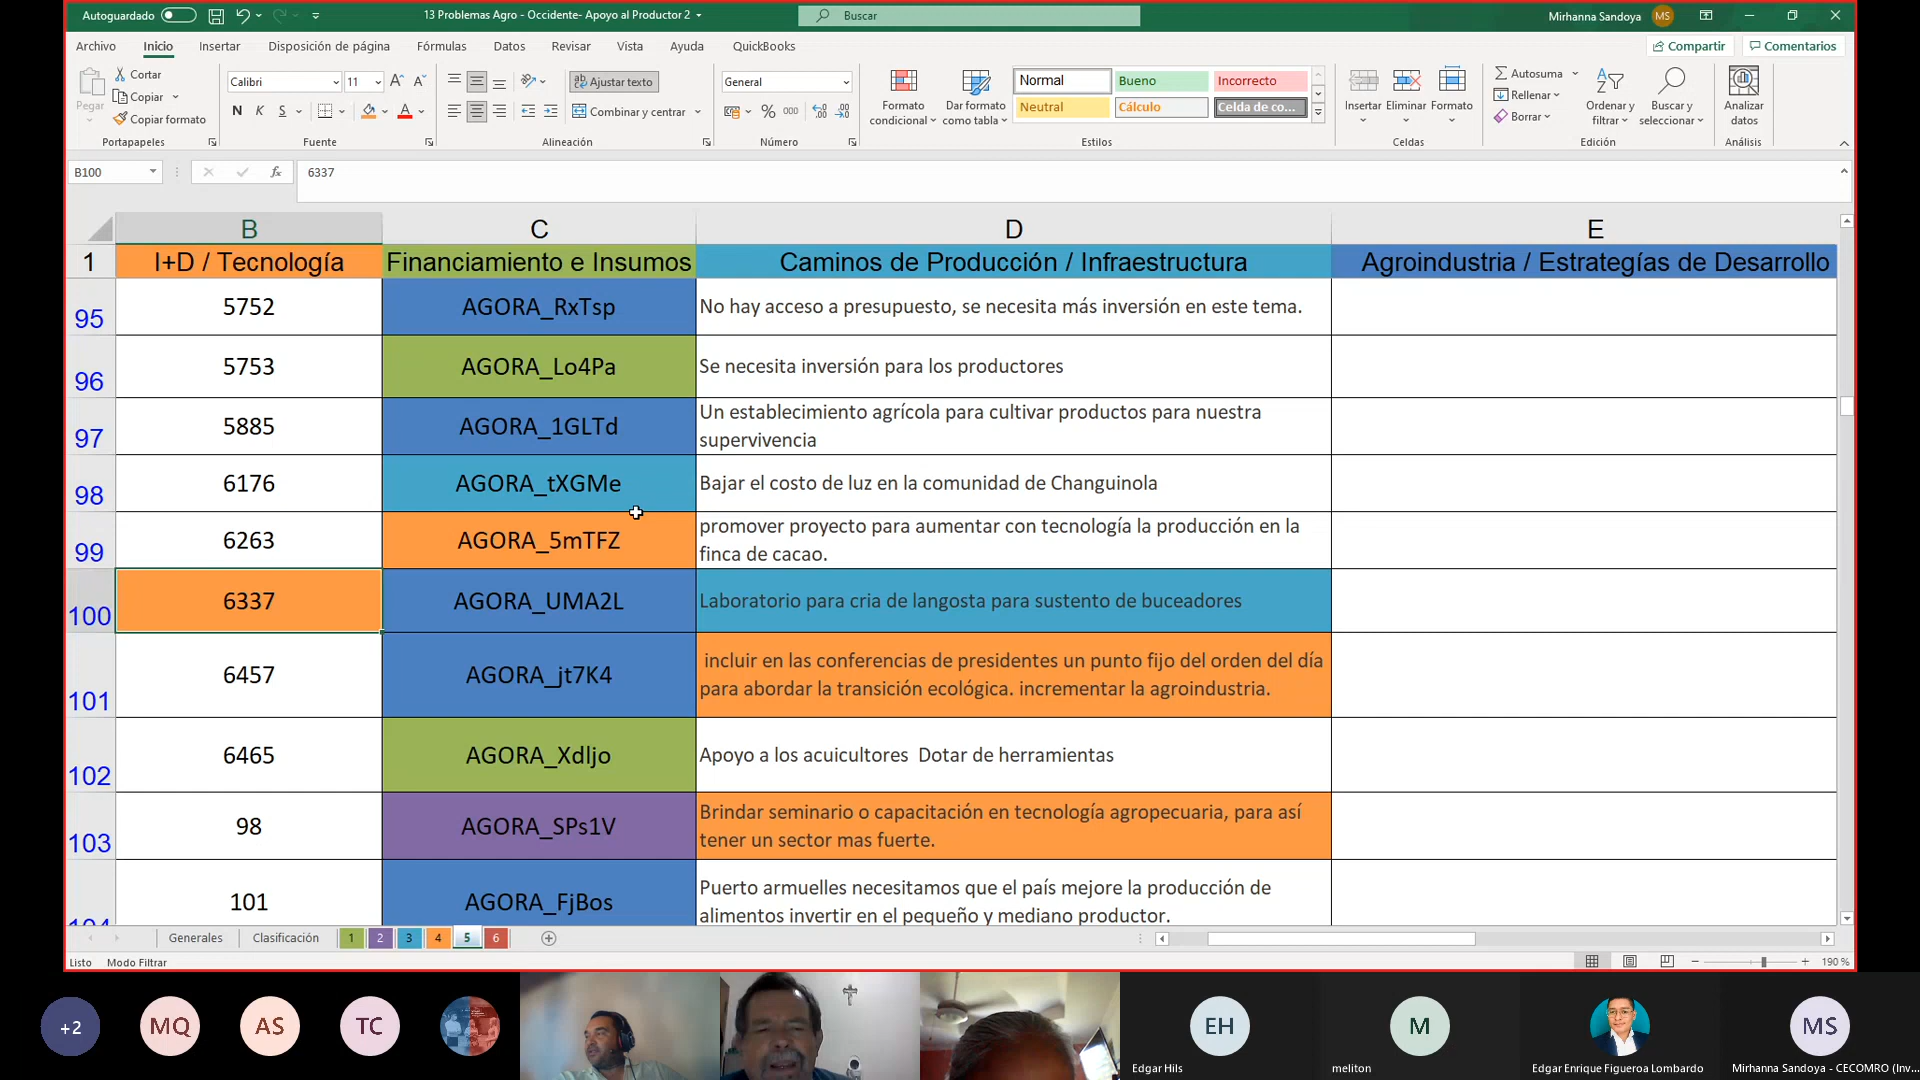 Autoguardado
13 Problemas Agro - Occidente- Apoyo al Productor 2
Buscar
Mirhanna Sandoya
MS
Archivo Inicio Insertar Disposición de página Fórmulas Datos Revisar Vista Ayuda QuickBooks
Compartir Comentarios
Pegar
Cortar
Copiar
Copiar formato
Portapapeles
Calibri 11
N K S
Fuente
Ajustar texto
Combinar y centrar
Alineación
General
% 000
Número
Formato condicional
Dar formato como tabla
Normal Bueno Incorrecto
Neutral Cálculo Celda de co...
Estilos
Insertar Eliminar Formato
Celdas
Autosuma
Rellenar
Borrar
Ordenar y filtrar
Buscar y seleccionar
Edición
Analizar datos
Análisis
B100 fx 6337
B C D E
1 I+D / Tecnología Financiamiento e Insumos Caminos de Producción / Infraestructura Agroindustria / Estrategías de Desarrollo
95 5752 AGORA_RxTsp No hay acceso a presupuesto, se necesita más inversión en este tema.
96 5753 AGORA_Lo4Pa Se necesita inversión para los productores
97 5885 AGORA_1GLTd Un establecimiento agrícola para cultivar productos para nuestra
supervivencia
98 6176 AGORA_tXGMe Bajar el costo de luz en la comunidad de Changuinola
99 6263 AGORA_5mTFZ promover proyecto para aumentar con tecnología la producción en la
finca de cacao.
100 6337 AGORA_UMA2L Laboratorio para cria de langosta para sustento de buceadores
101 6457 AGORA_jt7K4 incluir en las conferencias de presidentes un punto fijo del orden del día
para abordar la transición ecológica. incrementar la agroindustria.
102 6465 AGORA_Xdljo Apoyo a los acuicultores  Dotar de herramientas
103 98 AGORA_SPs1V Brindar seminario o capacitación en tecnología agropecuaria, para así
tener un sector mas fuerte.
104 101 AGORA_FjBos Puerto armuelles necesitamos que el país mejore la producción de
alimentos invertir en el pequeño y mediano productor.
Generales Clasificación 1 2 3 4 5 6
Listo Modo Filtrar
190 %
+2 MQ AS TC EH M MS
Edgar Hils
meliton
Edgar Enrique Figueroa Lombardo
Mirhanna Sandoya - CECOMRO (Inv...